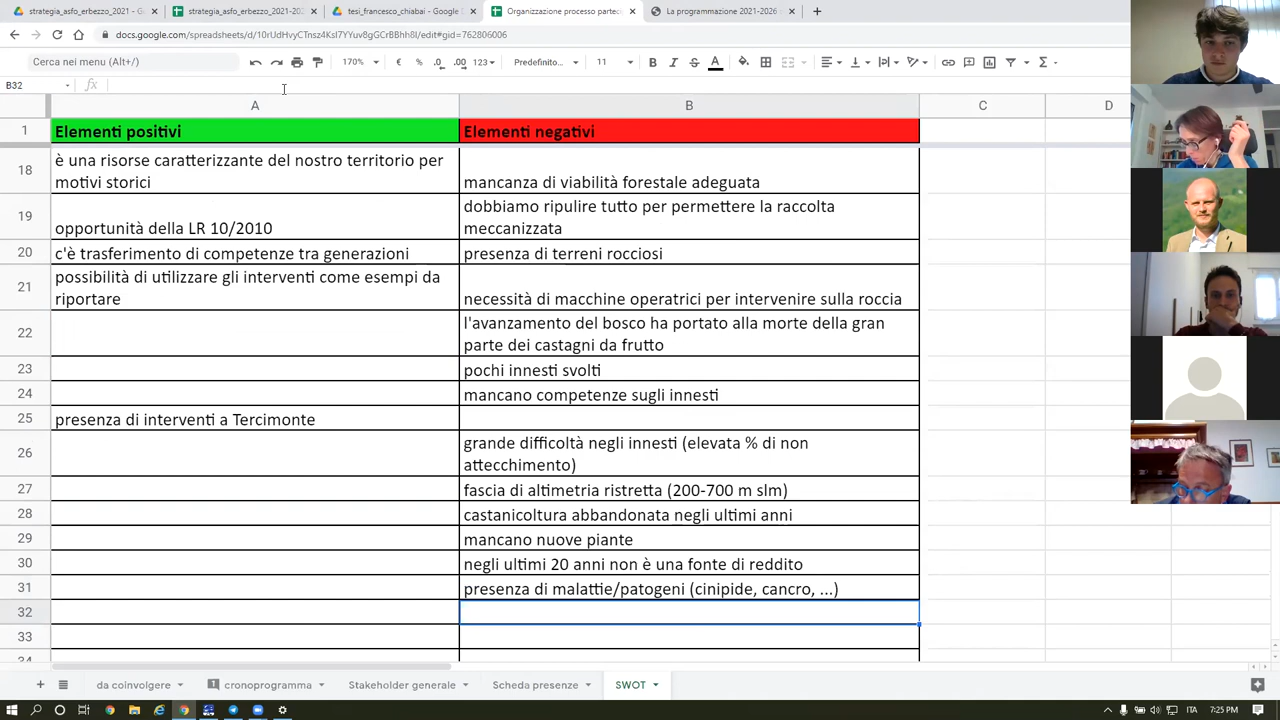 strategia_asfo_erbezzo_2021 - G
strategia_asfo_erbezzo_2021-202
tesi_francesco_chiabai - Google D
Organizzazione processo partec
La programmazione 2021-2026 d
docs.google.com/spreadsheets/d/10rUdHvyCTnsz4KsI7YYuv8gGCrBBhh8I/edit#gid=762806006
Cerca nei menu (Alt+/)
170%
€
%
.0
.00
123
Predefinito...
11
B
I
S
A
B32
fx
A
B
C
D
1
Elementi positivi
Elementi negativi
18
è una risorse caratterizzante del nostro territorio per
motivi storici
mancanza di viabilità forestale adeguata
19
opportunità della LR 10/2010
dobbiamo ripulire tutto per permettere la raccolta
meccanizzata
20
c'è trasferimento di competenze tra generazioni
presenza di terreni rocciosi
21
possibilità di utilizzare gli interventi come esempi da
riportare
necessità di macchine operatrici per intervenire sulla roccia
22
l'avanzamento del bosco ha portato alla morte della gran
parte dei castagni da frutto
23
pochi innesti svolti
24
mancano competenze sugli innesti
25
presenza di interventi a Tercimonte
26
grande difficoltà negli innesti (elevata % di non
attecchimento)
27
fascia di altimetria ristretta (200-700 m slm)
28
castanicoltura abbandonata negli ultimi anni
29
mancano nuove piante
30
negli ultimi 20 anni non è una fonte di reddito
31
presenza di malattie/patogeni (cinipide, cancro, ...)
32
33
34
da coinvolgere
cronoprogramma
Stakeholder generale
Scheda presenze
SWOT
ITA
7:25 PM